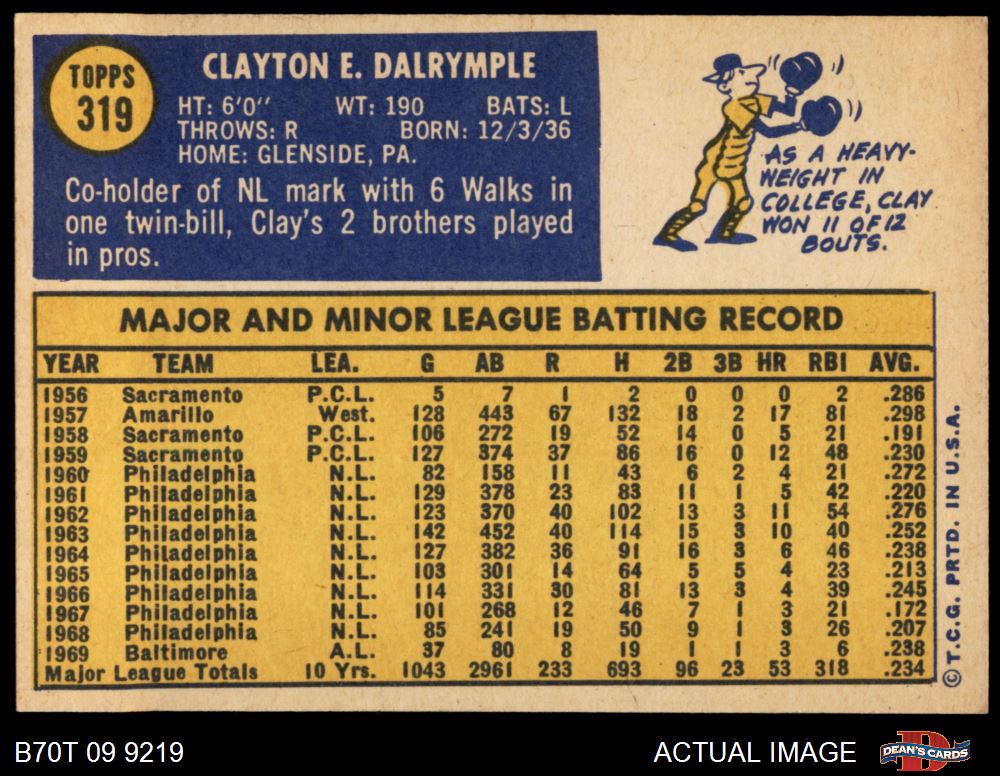 TOPPS
319
CLAYTON E. DALRYMPLE
HT: 6'0" WT: 190 BATS: L
THROWS: R BORN: 12/3/36
HOME: GLENSIDE, PA.
Co-holder of NL mark with 6 Walks in
one twin-bill, Clay's 2 brothers played
in pros.
AS A HEAVY-
WEIGHT IN
COLLEGE, CLAY
WON 11 OF 12
BOUTS.
MAJOR AND MINOR LEAGUE BATTING RECORD
YEAR TEAM LEA. G AB R H 2B 3B HR RBI AVG.
1956 Sacramento P.C.L. 5 7 1 2 0 0 0 2 .286
1957 Amarillo West. 128 443 67 132 18 2 17 81 .298
1958 Sacramento P.C.L. 106 272 19 52 14 0 5 21 .191
1959 Sacramento P.C.L. 127 374 37 86 16 0 12 48 .230
1960 Philadelphia N.L. 82 158 11 43 6 2 4 21 .272
1961 Philadelphia N.L. 129 378 23 83 11 1 5 42 .220
1962 Philadelphia N.L. 123 370 40 102 13 3 11 54 .276
1963 Philadelphia N.L. 142 452 40 114 15 3 10 40 .252
1964 Philadelphia N.L. 127 382 36 91 16 3 6 46 .238
1965 Philadelphia N.L. 103 301 14 64 5 5 4 23 .213
1966 Philadelphia N.L. 114 331 30 81 13 3 4 39 .245
1967 Philadelphia N.L. 101 268 12 46 7 1 3 21 .172
1968 Philadelphia N.L. 85 241 19 50 9 1 3 26 .207
1969 Baltimore A.L. 37 80 8 19 1 1 3 6 .238
Major League Totals 10 Yrs. 1043 2961 233 693 96 23 53 318 .234
© T.C.G. PRTD. IN U.S.A.
B70T 09 9219
ACTUAL IMAGE
DEAN'S CARDS